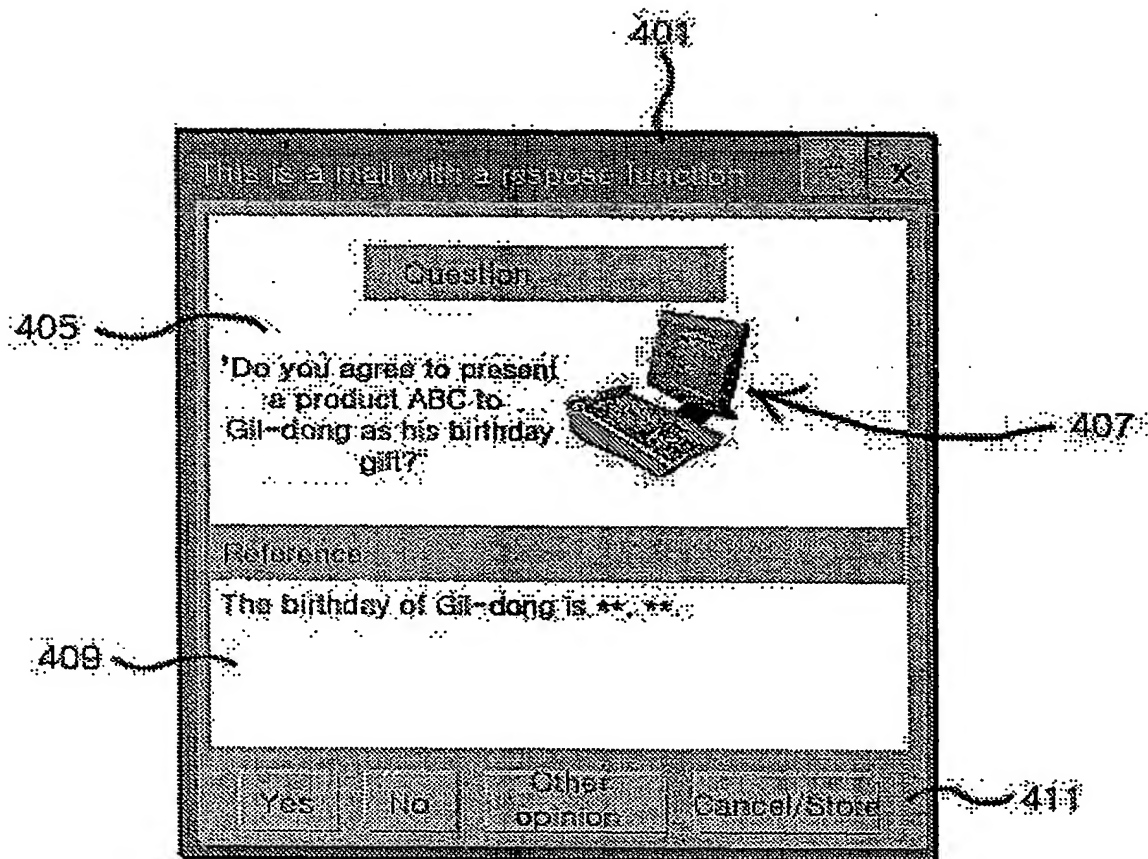 401
This is a mail with a respose function
X
Question
405
"Do you agree to present
a product ABC to
Gil-dong as his birthday
gift?"
407
Reference
The birthday of Gil-dong is **. **.
409
Yes
No
Other
opinion
Cancel/Store
411